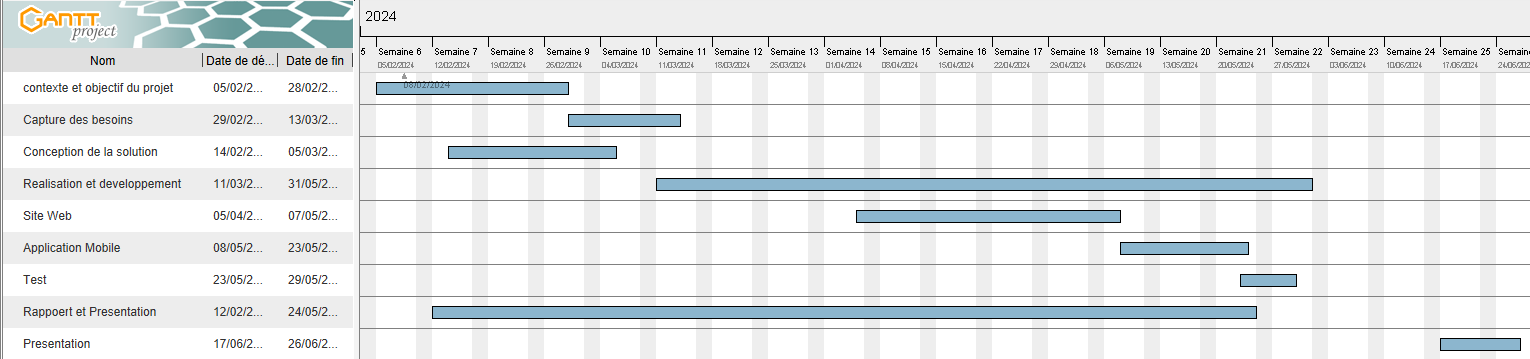 GANTT
project
2024
5 Semaine 6 Semaine 7 Semaine 8 Semaine 9 Semaine 10 Semaine 11 Semaine 12 Semaine 13 Semaine 14 Semaine 15 Semaine 16 Semaine 17 Semaine 18 Semaine 19 Semaine 20 Semaine 21 Semaine 22 Semaine 23 Semaine 24 Semaine 25 Semain
Nom Date de dé... Date de fin
05/02/2024 12/02/2024 19/02/2024 26/02/2024 04/03/2024 11/03/2024 18/03/2024 25/03/2024 01/04/2024 08/04/2024 15/04/2024 22/04/2024 29/04/2024 06/05/2024 13/05/2024 20/05/2024 27/05/2024 03/06/2024 10/06/2024 17/06/2024 24/06/202
08/02/2024
contexte et objectif du projet 05/02/2... 28/02/2...
Capture des besoins 29/02/2... 13/03/2...
Conception de la solution 14/02/2... 05/03/2...
Realisation et developpement 11/03/2... 31/05/2...
Site Web 05/04/2... 07/05/2...
Application Mobile 08/05/2... 23/05/2...
Test 23/05/2... 29/05/2...
Rappoert et Presentation 12/02/2... 24/05/2...
Presentation 17/06/2... 26/06/2...